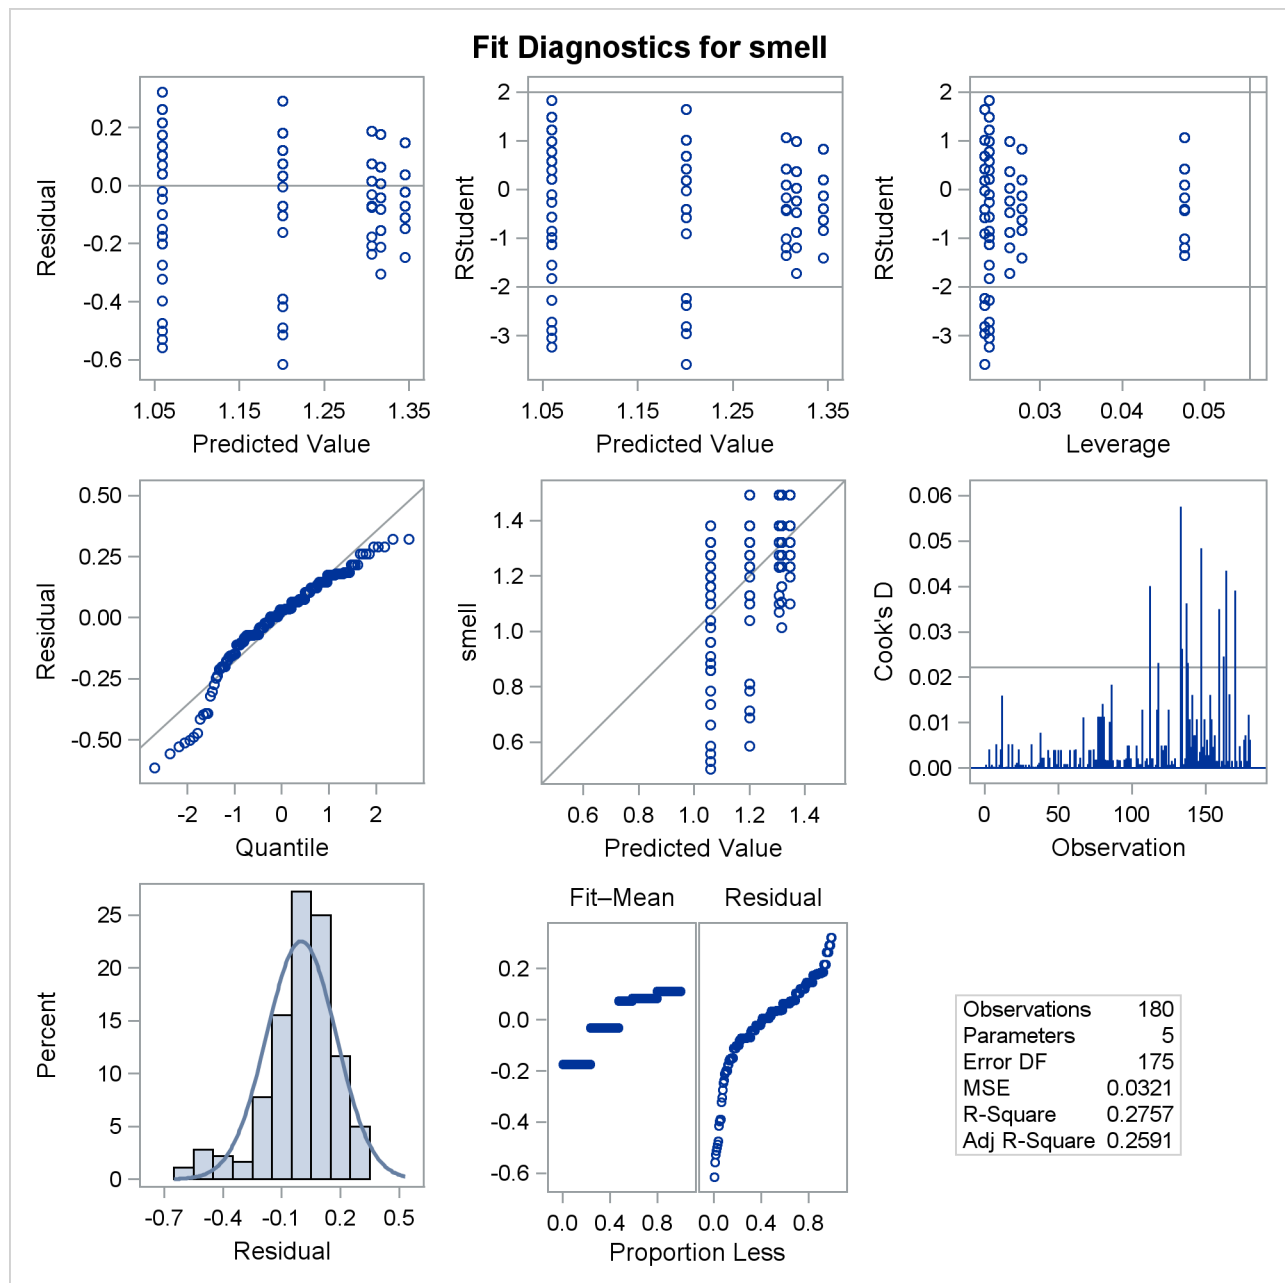 Fit Diagnostics for smell
Residual
0.2
0.0
-0.2
-0.4
-0.6
1.05 1.15 1.25 1.35
Predicted Value
RStudent
2
1
0
-1
-2
-3
1.05 1.15 1.25 1.35
Predicted Value
RStudent
2
1
0
-1
-2
-3
0.03 0.04 0.05
Leverage
Residual
0.50
0.25
0.00
-0.25
-0.50
-2 -1 0 1 2
Quantile
smell
1.4
1.2
1.0
0.8
0.6
0.6 0.8 1.0 1.2 1.4
Predicted Value
Cook's D
0.06
0.05
0.04
0.03
0.02
0.01
0.00
0 50 100 150
Observation
Percent
25
20
15
10
5
0
-0.7 -0.4 -0.1 0.2 0.5
Residual
Fit–Mean Residual
0.2
0.0
-0.2
-0.4
-0.6
0.0 0.4 0.8 0.0 0.4 0.8
Proportion Less
Observations 180
Parameters 5
Error DF 175
MSE 0.0321
R-Square 0.2757
Adj R-Square 0.2591